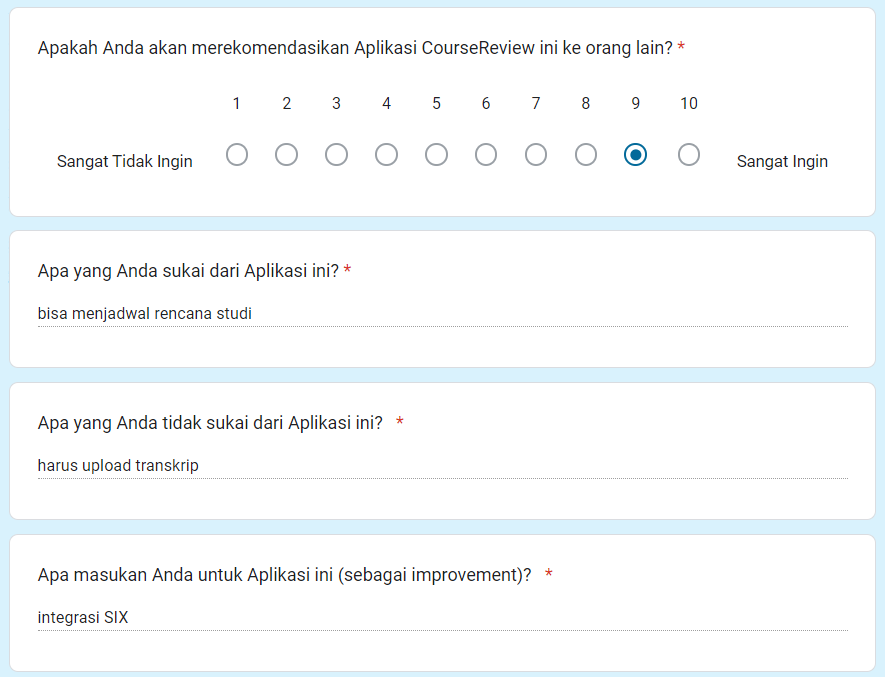 Apakah Anda akan merekomendasikan Aplikasi CourseReview ini ke orang lain? *
1 2 3 4 5 6 7 8 9 10
Sangat Tidak Ingin Sangat Ingin
Apa yang Anda sukai dari Aplikasi ini? *
bisa menjadwal rencana studi
Apa yang Anda tidak sukai dari Aplikasi ini? *
harus upload transkrip
Apa masukan Anda untuk Aplikasi ini (sebagai improvement)? *
integrasi SIX